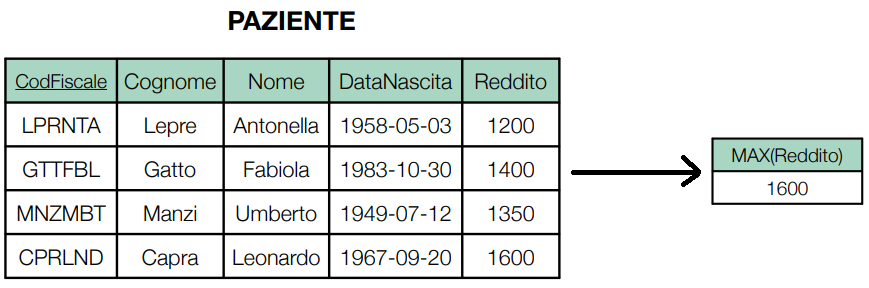 PAZIENTE
CodFiscale Cognome Nome DataNascita Reddito
LPRNTA Lepre Antonella 1958-05-03 1200
GTTFBL Gatto Fabiola 1983-10-30 1400
MNZMBT Manzi Umberto 1949-07-12 1350
CPRLND Capra Leonardo 1967-09-20 1600
MAX(Reddito)
1600